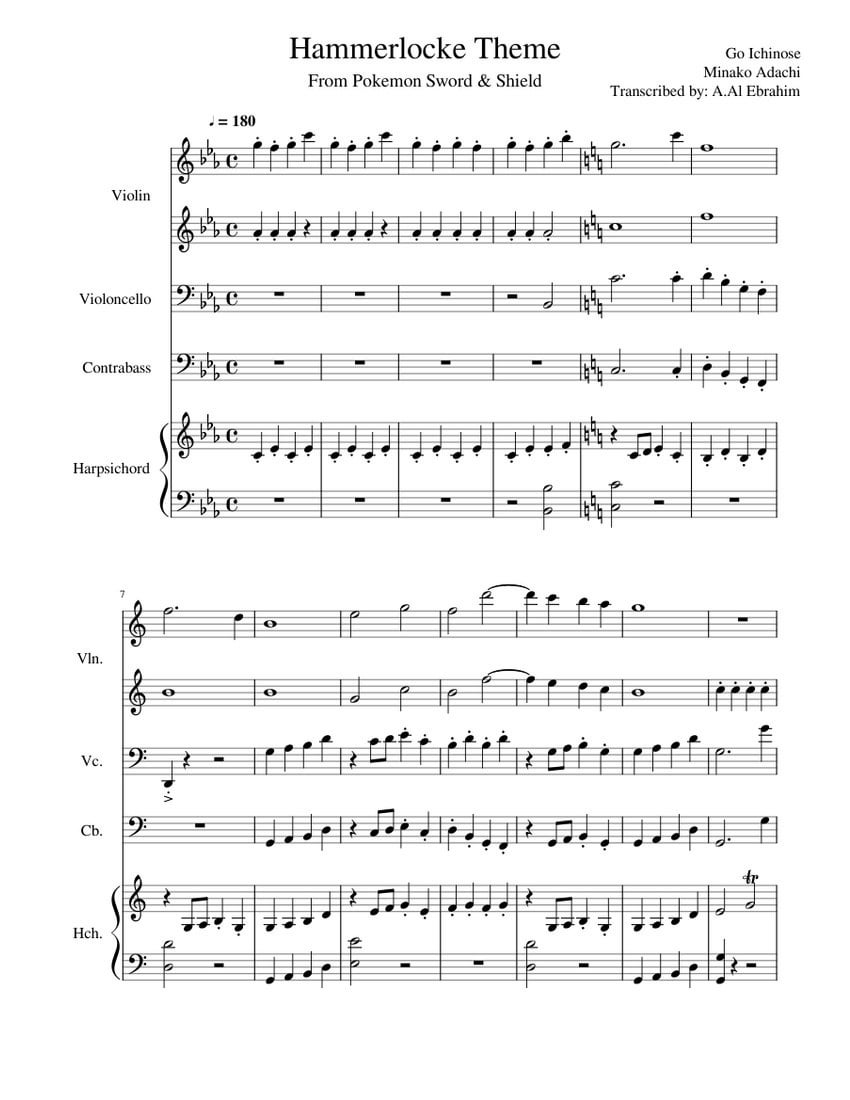 Hammerlocke Theme
From Pokemon Sword & Shield
Go Ichinose
Minako Adachi
Transcribed by: A.Al Ebrahim
♩ = 180
Violin
Violoncello
Contrabass
Harpsichord
7
Vln.
Vc.
Cb.
tr
Hch.